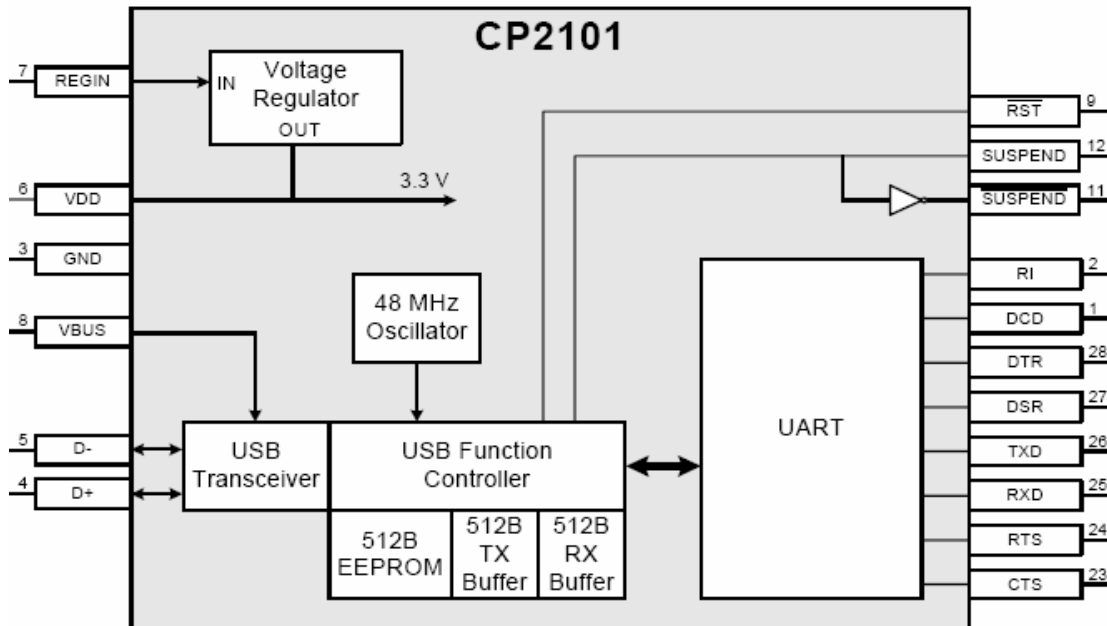 CP2101
7
REGIN
IN
Voltage
Regulator
OUT
6
VDD
3.3 V
3
GND
8
VBUS
48 MHz
Oscillator
5
D-
4
D+
USB
Transceiver
USB Function
Controller
512B
EEPROM
512B
TX
Buffer
512B
RX
Buffer
UART
RST
9
SUSPEND
12
SUSPEND
11
RI
2
DCD
1
DTR
28
DSR
27
TXD
26
RXD
25
RTS
24
CTS
23